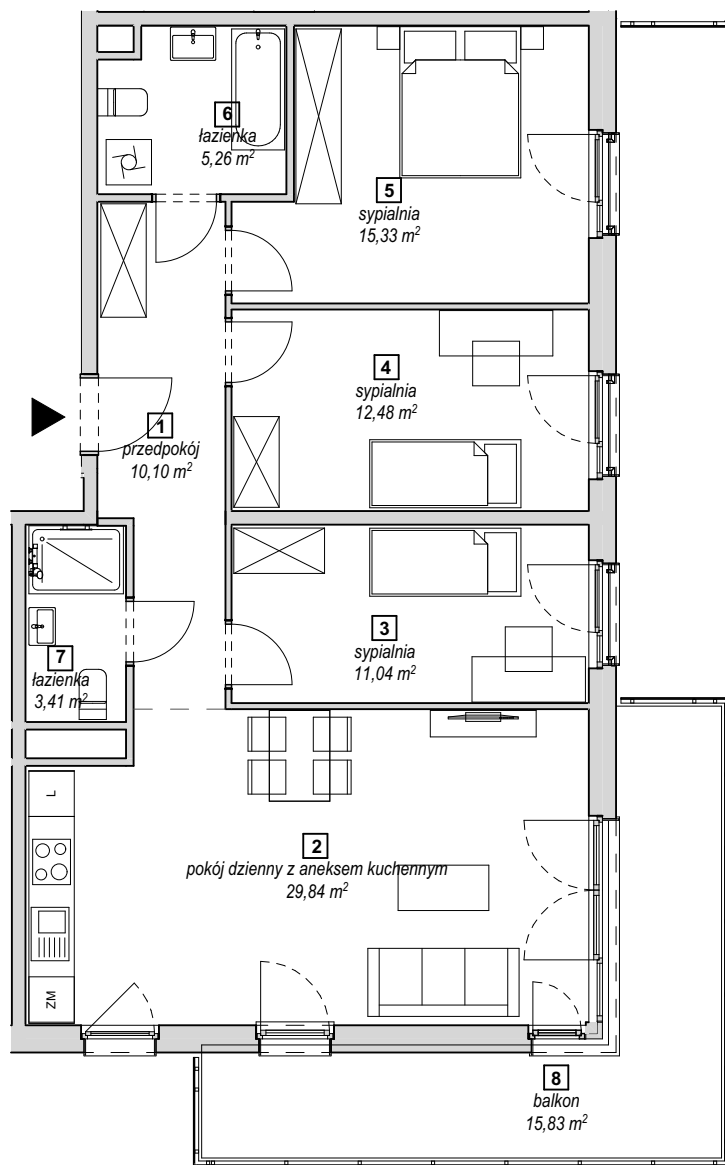 6
łazienka
5,26 m²
5
sypialnia
15,33 m²
4
sypialnia
12,48 m²
1
przedpokój
10,10 m²
3
sypialnia
11,04 m²
7
łazienka
3,41 m²
L
2
pokój dzienny z aneksem kuchennym
29,84 m²
ZM
8
balkon
15,83 m²